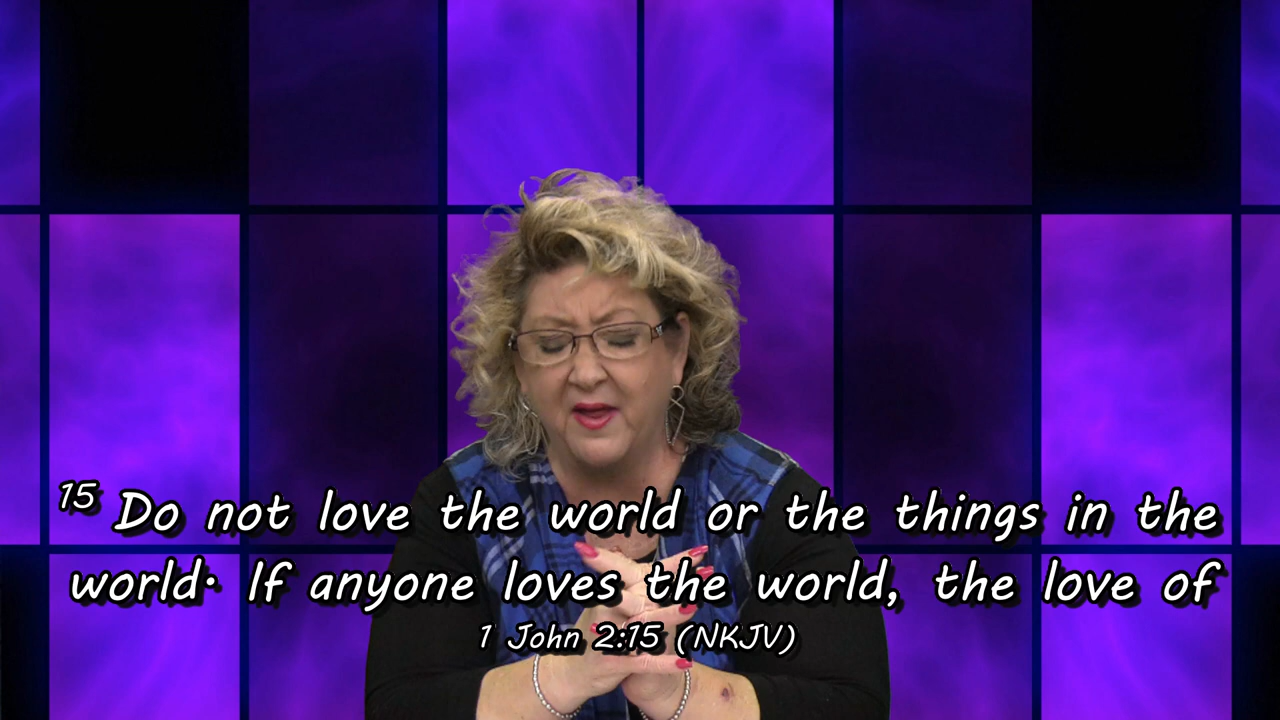 15 Do not love the world or the things in the
world. If anyone loves the world, the love of
1 John 2:15 (NKJV)